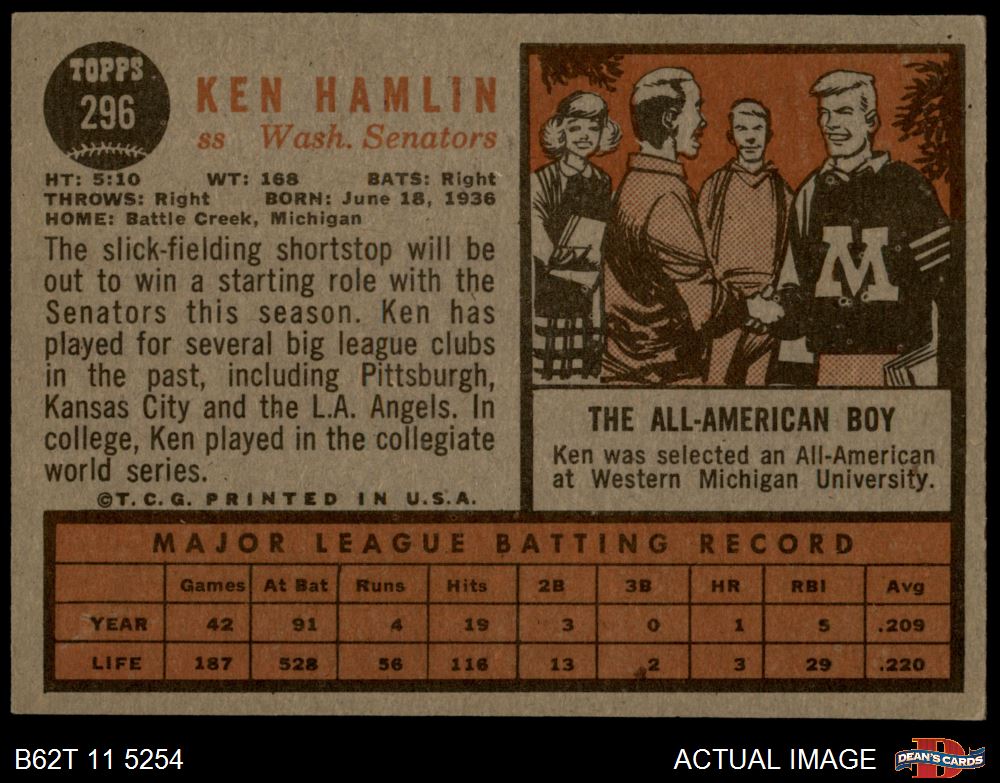 TOPPS
296
KEN HAMLIN
ss Wash. Senators
HT: 5:10 WT: 168 BATS: Right
THROWS: Right BORN: June 18, 1936
HOME: Battle Creek, Michigan
The slick-fielding shortstop will be
out to win a starting role with the
Senators this season. Ken has
played for several big league clubs
in the past, including Pittsburgh,
Kansas City and the L.A. Angels. In
college, Ken played in the collegiate
world series.
©T.C.G. PRINTED IN U.S.A.
M
THE ALL-AMERICAN BOY
Ken was selected an All-American
at Western Michigan University.
MAJOR LEAGUE BATTING RECORD
Games At Bat Runs Hits 2B 3B HR RBI Avg
YEAR 42 91 4 19 3 0 1 5 .209
LIFE 187 528 56 116 13 2 3 29 .220
B62T 11 5254
ACTUAL IMAGE
D
DEAN'S CARDS